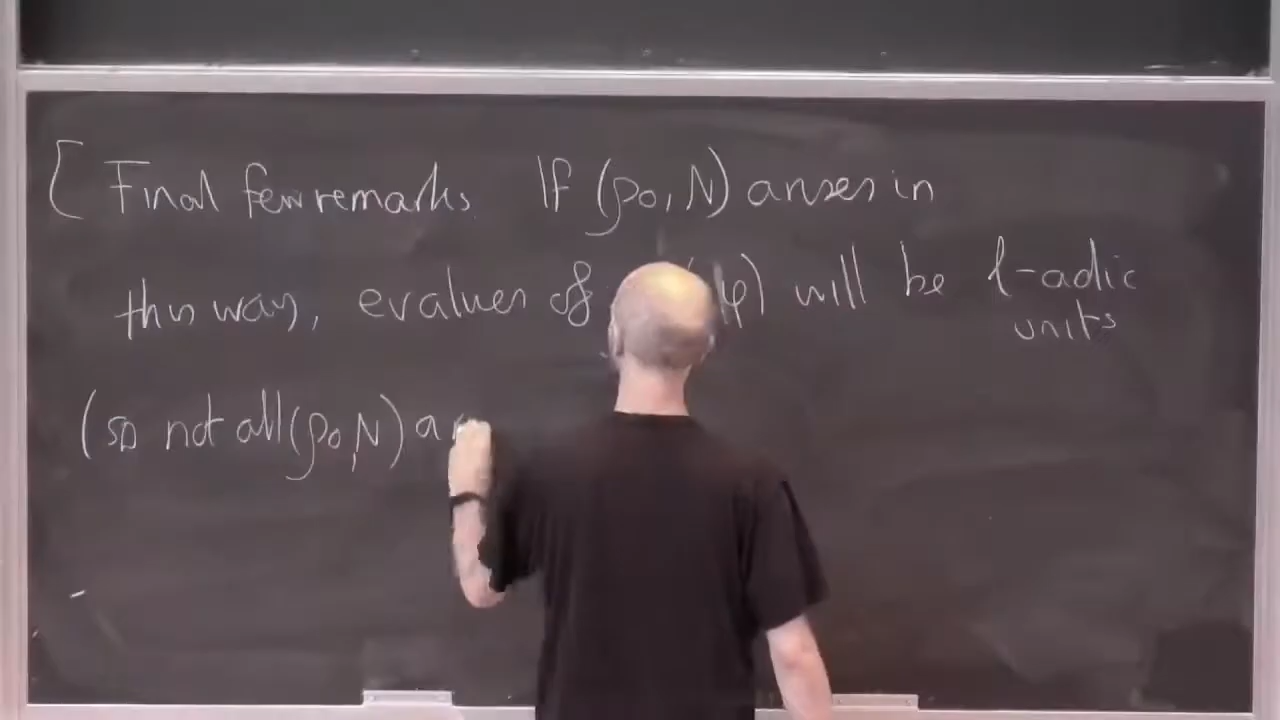 [ Final few remarks. If (ρ₀, N) arises in
this way, evalues of φ) will be ℓ-adic
units
(so not all (ρ₀, N) a